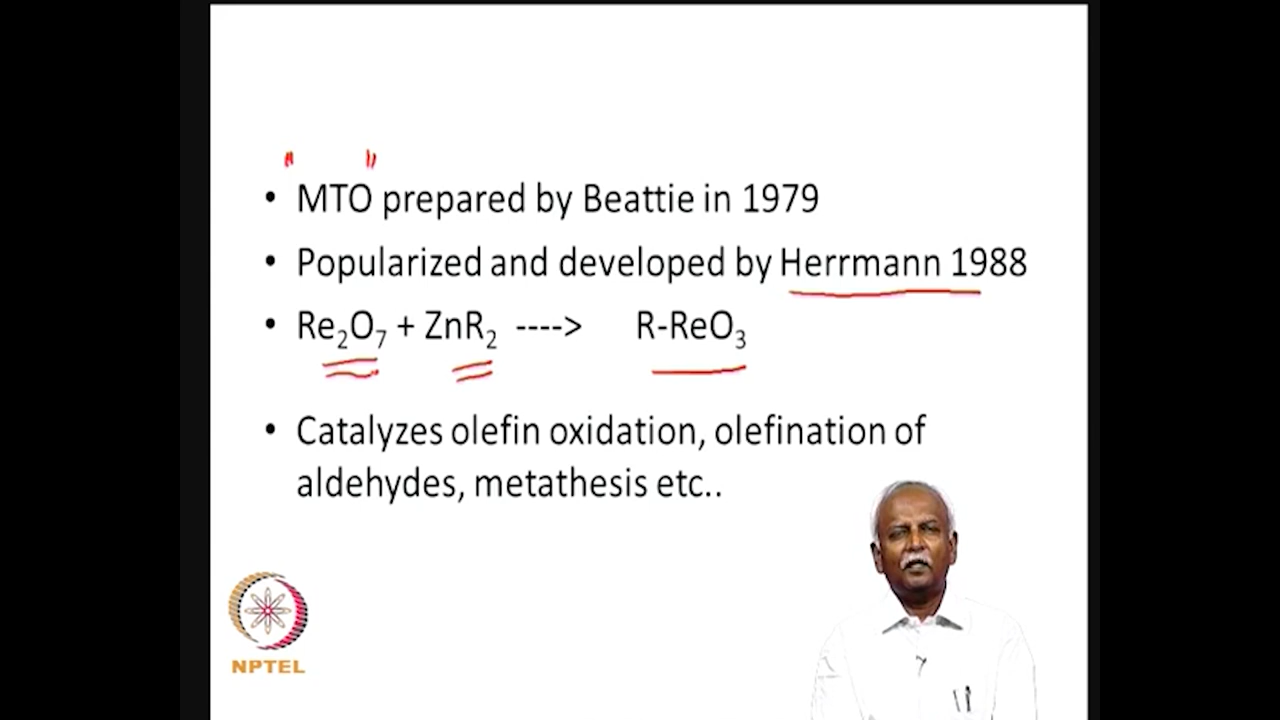 • MTO prepared by Beattie in 1979
• Popularized and developed by Herrmann 1988
• Re₂O₇ + ZnR₂ ----> R-ReO₃
• Catalyzes olefin oxidation, olefination of
aldehydes, metathesis etc..
NPTEL